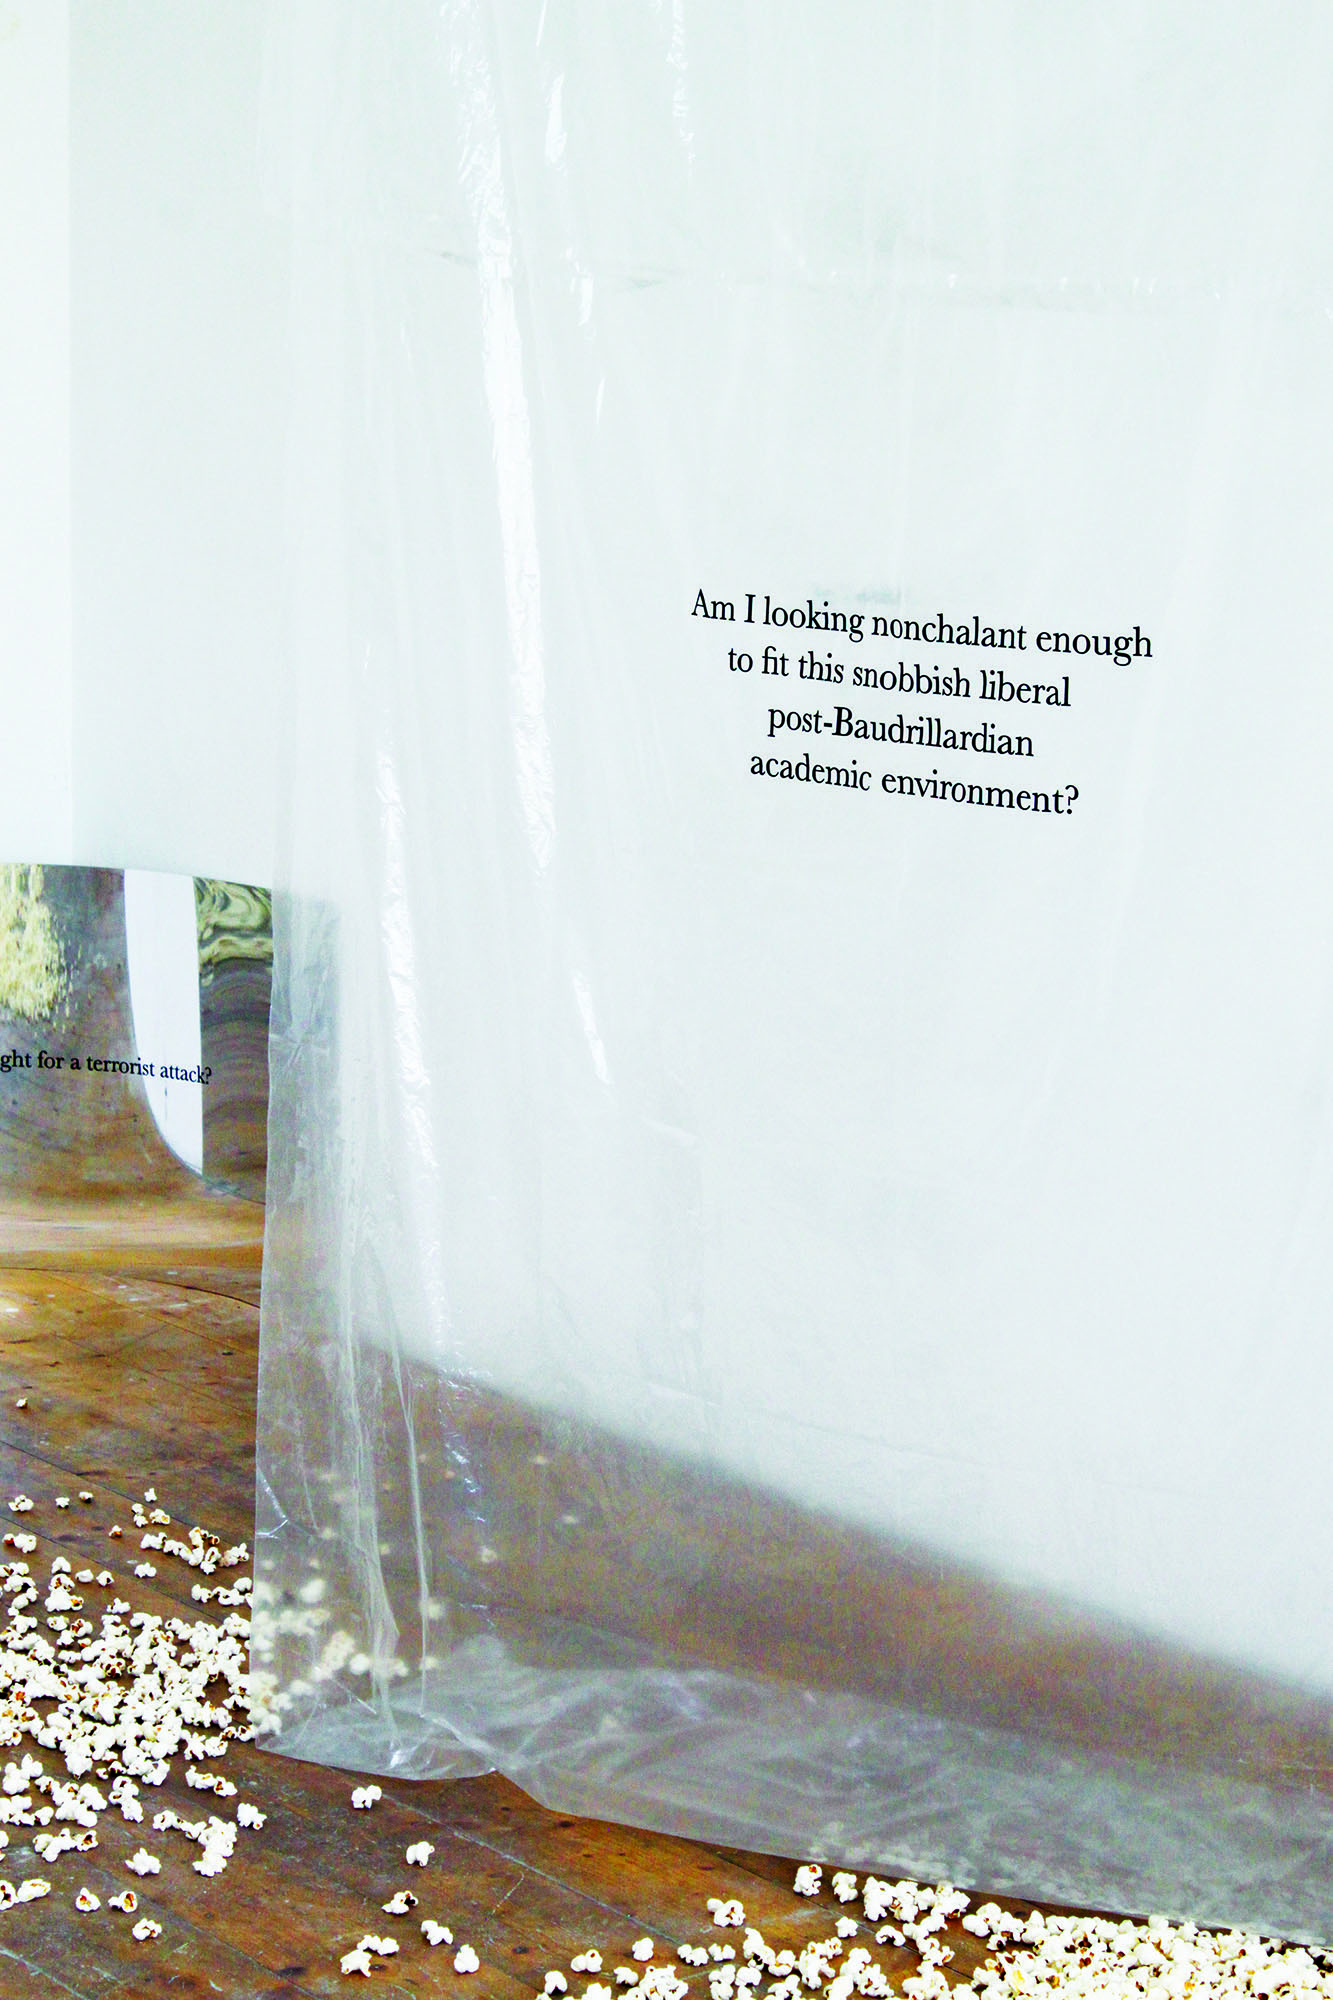 Am I looking nonchalant enough
to fit this snobbish liberal
post-Baudrillardian
academic environment?
ght for a terrorist attack?